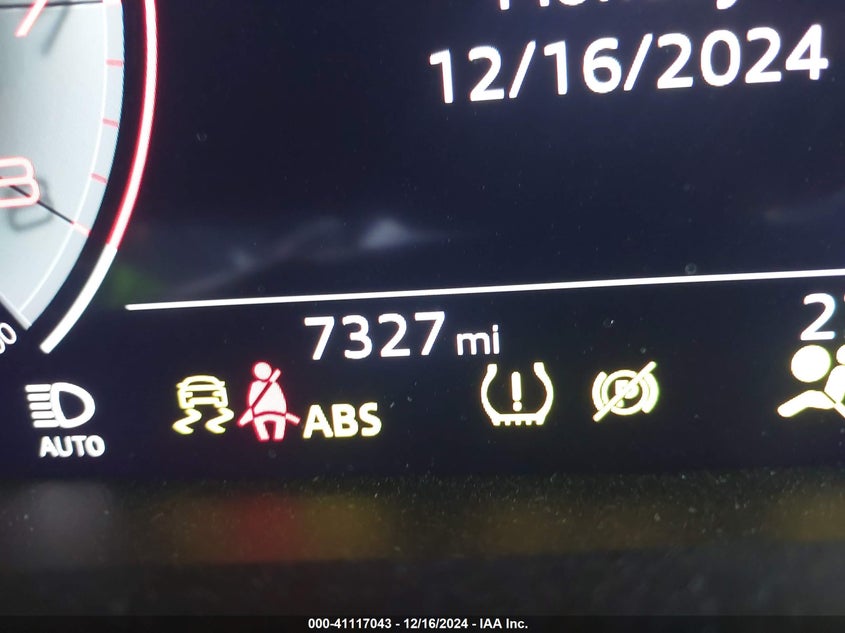 12/16/2024
7327 mi
AUTO
ABS
000-41117043 - 12/16/2024 - IAA Inc.